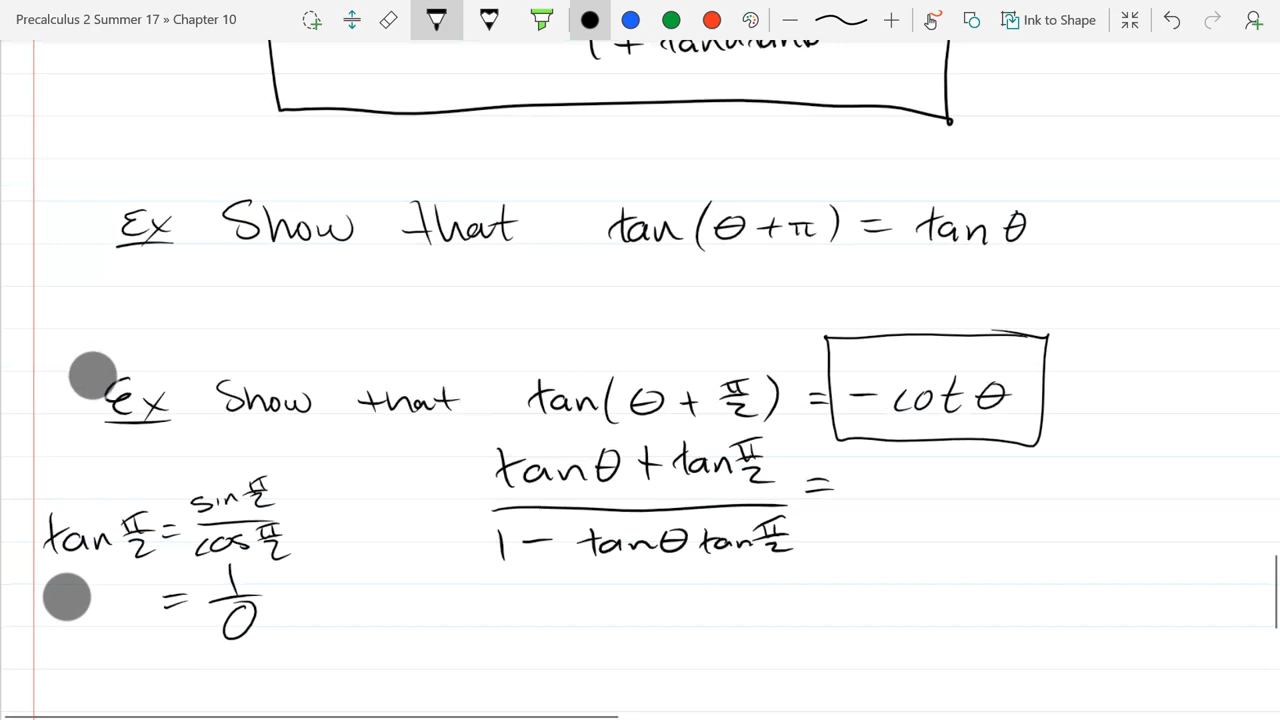 Precalculus 2 Summer 17 » Chapter 10
Ink to Shape
Ex Show that tan(θ+π) = tan θ
Ex Show that tan(θ + π/2) = - cot θ
tanθ + tan π/2 / 1 - tanθ tan π/2 =
tan π/2 = sin π/2 / cos π/2
= 1/0